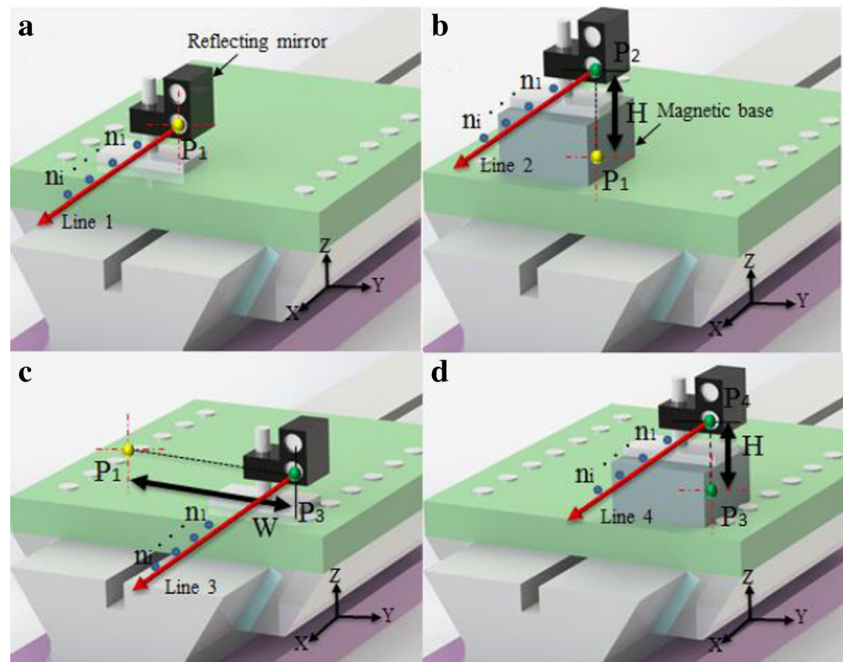 a
Reflecting mirror
n1
ni
P1
Line 1
Z
Y
X
b
P2
n1
ni
H
Magnetic base
Line 2
P1
Z
Y
X
c
P1
n1
W
P3
ni
Line 3
Z
Y
X
d
P4
n1
ni
H
Line 4
P3
Z
Y
X